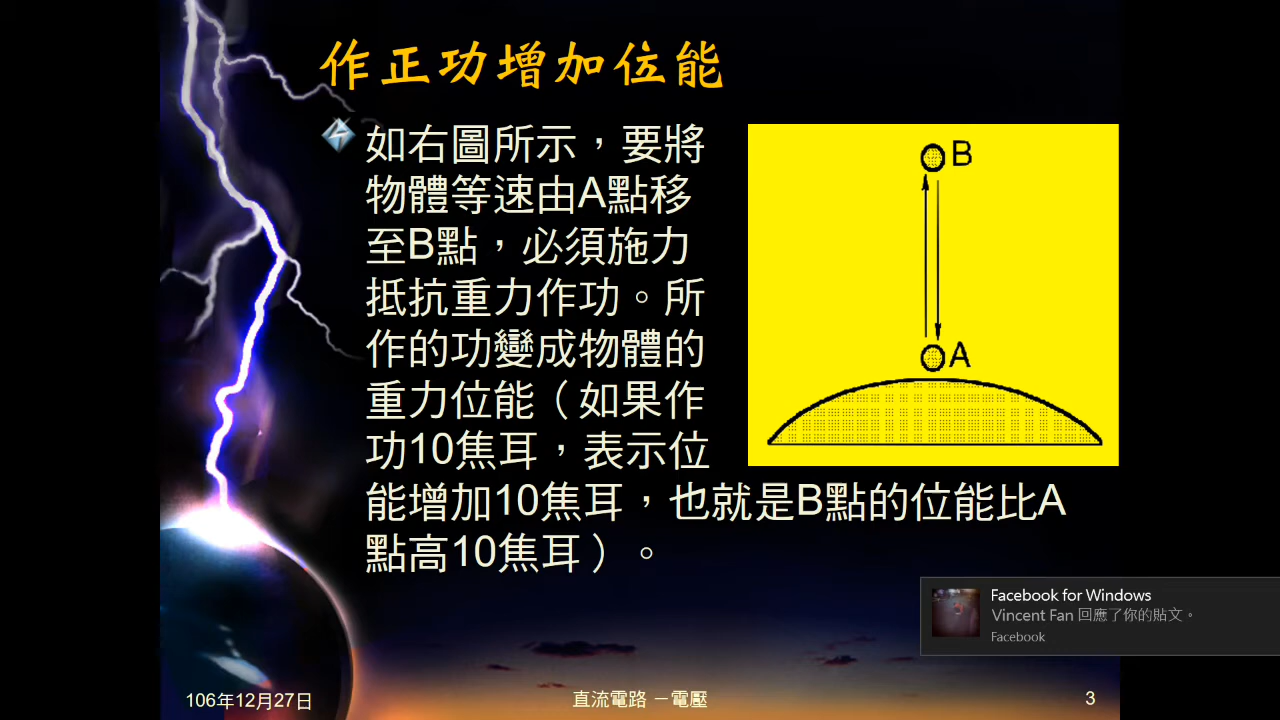 作正功增加位能
如右圖所示，要將
物體等速由A點移
至B點，必須施力
抵抗重力作功。所
作的功變成物體的
重力位能（如果作
功10焦耳，表示位
能增加10焦耳，也就是B點的位能比A
點高10焦耳）。
B
A
Facebook for Windows
Vincent Fan 回應了你的貼文。
Facebook
106年12月27日
直流電路 －電壓
3